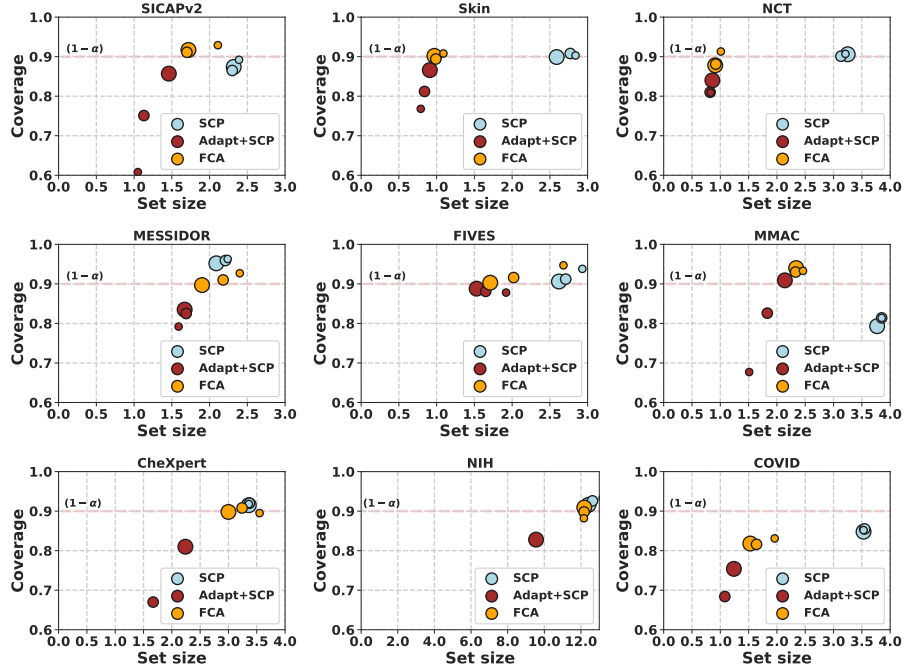 SICAPv2
1.0
0.9
0.8
0.7
0.6
Coverage
(1 − α)
SCP
Adapt+SCP
FCA
0.0 0.5 1.0 1.5 2.0 2.5 3.0
Set size
Skin
1.0
0.9
0.8
0.7
0.6
Coverage
(1 − α)
SCP
Adapt+SCP
FCA
0.0 0.5 1.0 1.5 2.0 2.5 3.0
Set size
NCT
1.0
0.9
0.8
0.7
0.6
Coverage
(1 − α)
SCP
Adapt+SCP
FCA
0.0 0.5 1.0 1.5 2.0 2.5 3.0 3.5 4.0
Set size
MESSIDOR
1.0
0.9
0.8
0.7
0.6
Coverage
(1 − α)
SCP
Adapt+SCP
FCA
0.0 0.5 1.0 1.5 2.0 2.5 3.0
Set size
FIVES
1.0
0.9
0.8
0.7
0.6
Coverage
(1 − α)
SCP
Adapt+SCP
FCA
0.0 0.5 1.0 1.5 2.0 2.5 3.0
Set size
MMAC
1.0
0.9
0.8
0.7
0.6
Coverage
(1 − α)
SCP
Adapt+SCP
FCA
0.0 0.5 1.0 1.5 2.0 2.5 3.0 3.5 4.0
Set size
CheXpert
1.0
0.9
0.8
0.7
0.6
Coverage
(1 − α)
SCP
Adapt+SCP
FCA
0.0 0.5 1.0 1.5 2.0 2.5 3.0 3.5 4.0
Set size
NIH
1.0
0.9
0.8
0.7
0.6
Coverage
(1 − α)
SCP
Adapt+SCP
FCA
0.0 2.0 4.0 6.0 8.0 10.0 12.0
Set size
COVID
1.0
0.9
0.8
0.7
0.6
Coverage
(1 − α)
SCP
Adapt+SCP
FCA
0.0 0.5 1.0 1.5 2.0 2.5 3.0 3.5 4.0
Set size